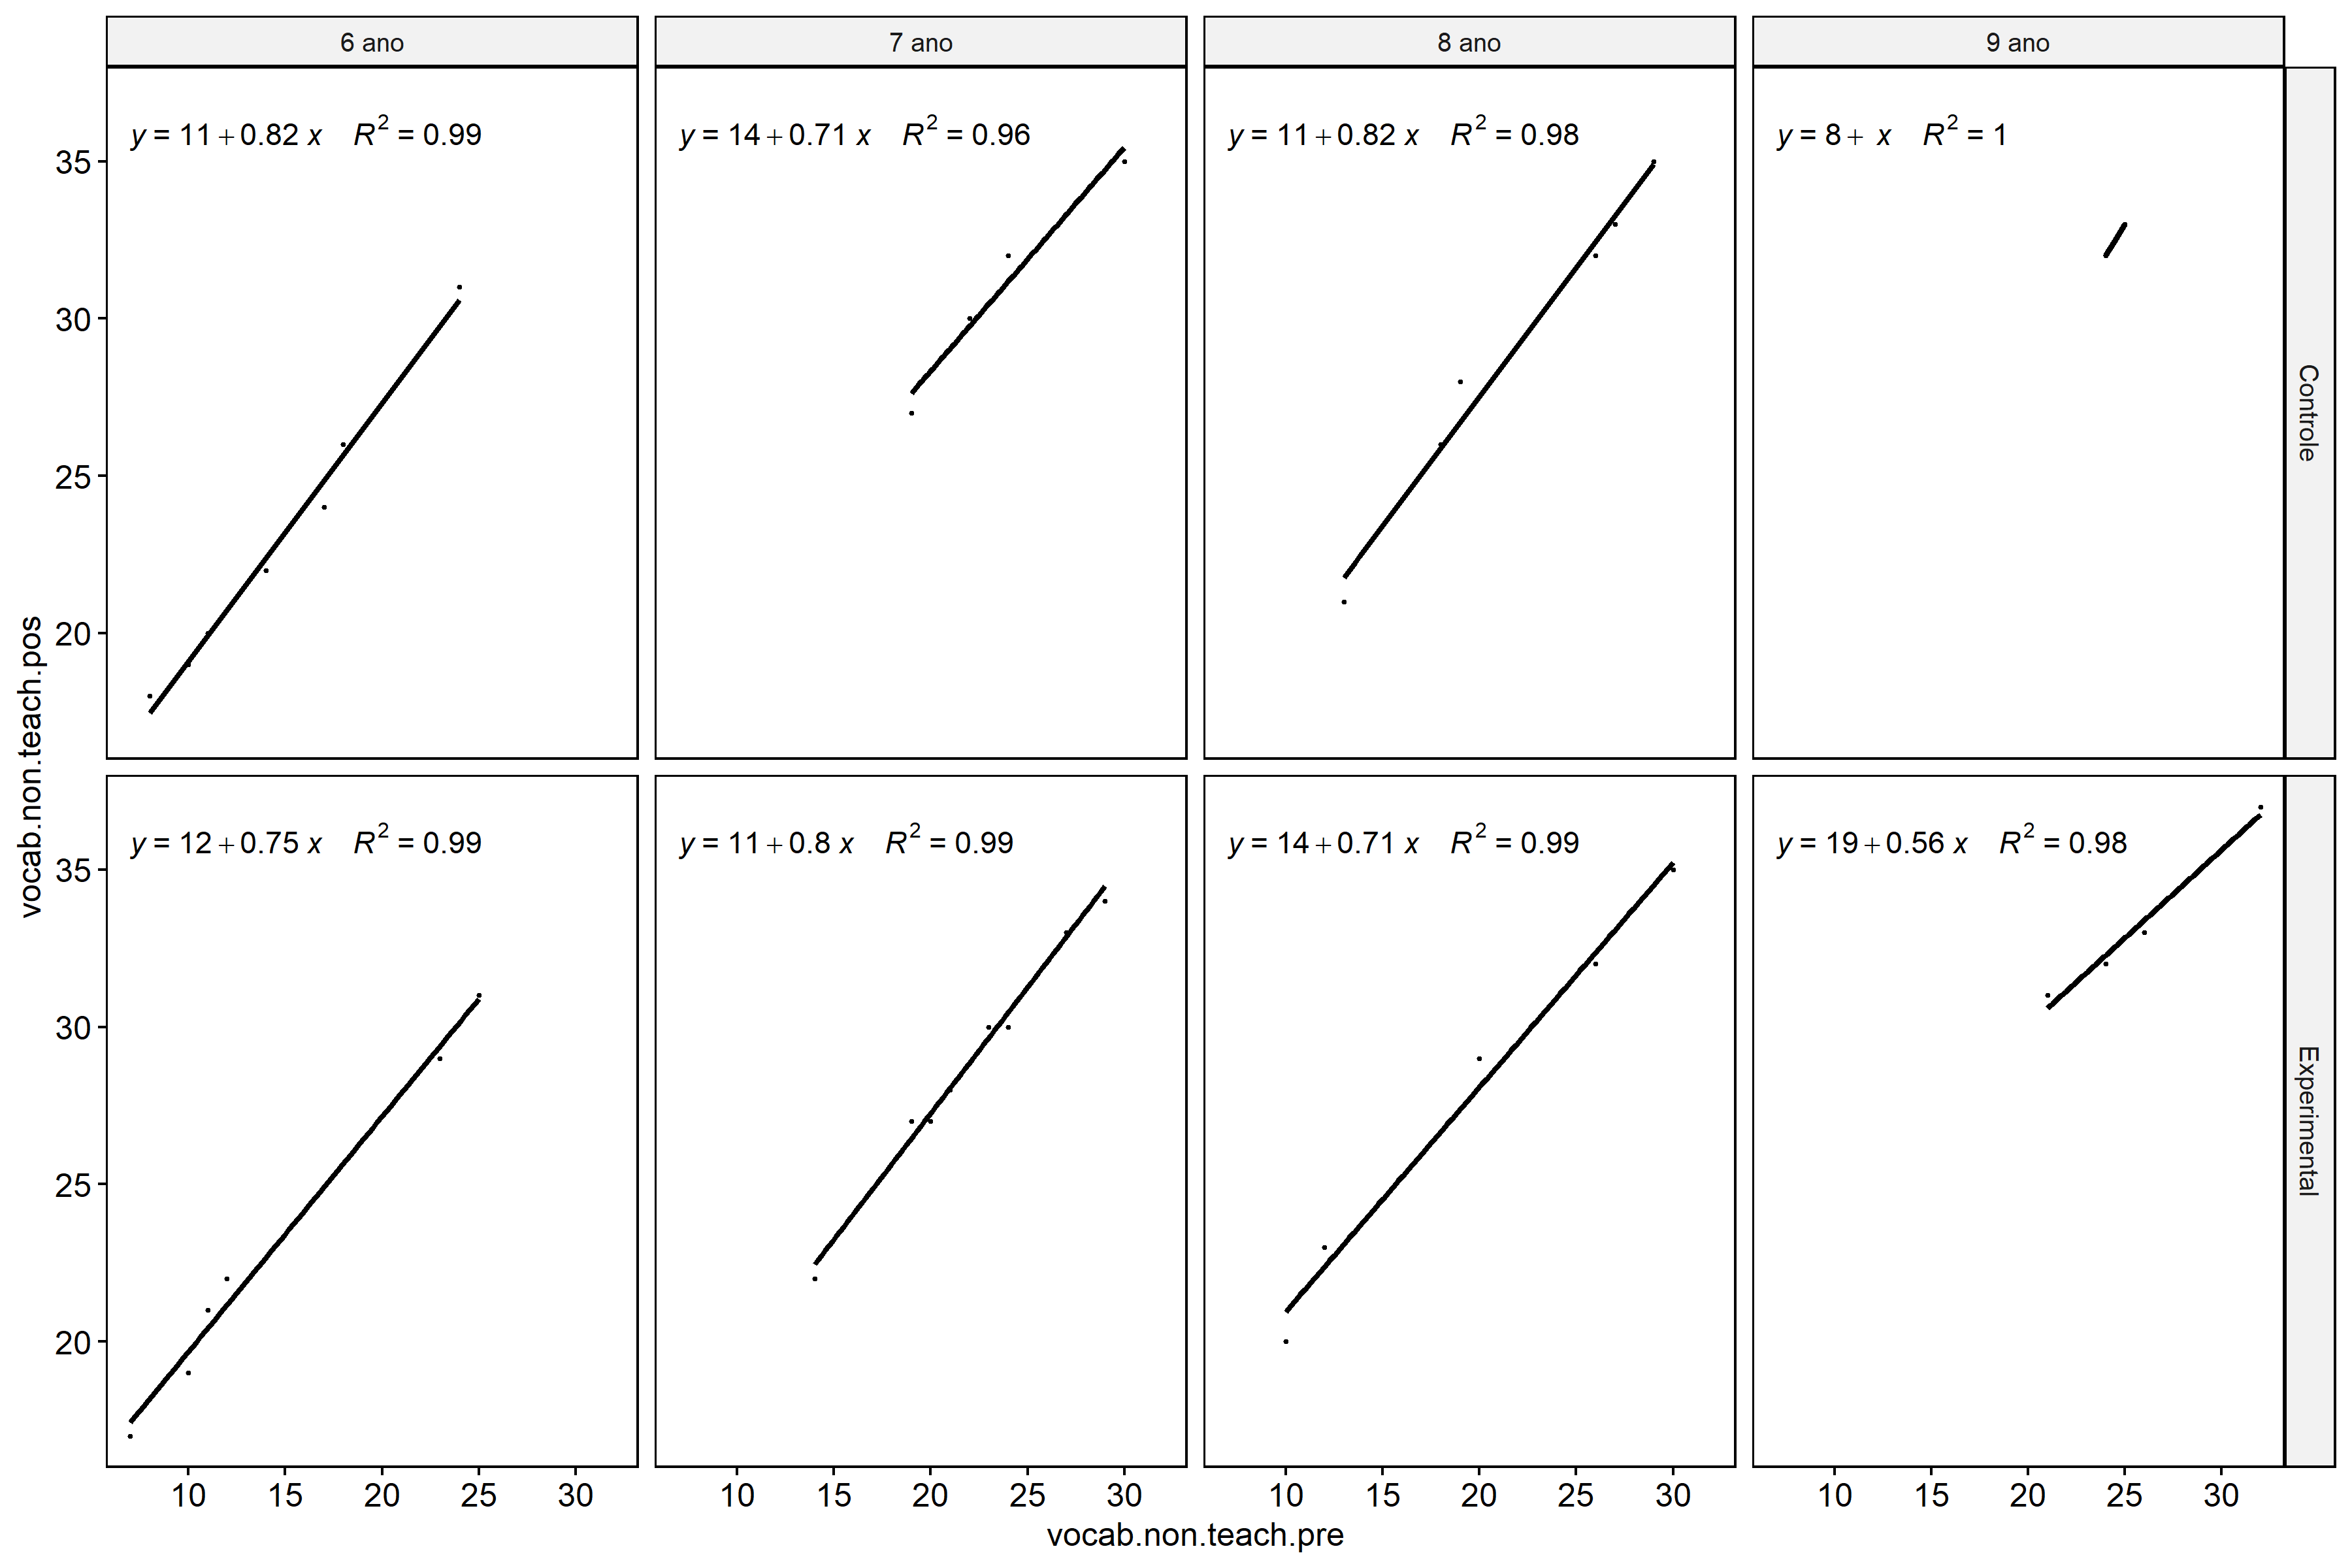 6 ano
7 ano
8 ano
9 ano
y = 11 + 0.82 x R² = 0.99
y = 14 + 0.71 x R² = 0.96
y = 11 + 0.82 x R² = 0.98
y = 8 + x R² = 1
35
30
25
20
Controle
y = 12 + 0.75 x R² = 0.99
y = 11 + 0.8 x R² = 0.99
y = 14 + 0.71 x R² = 0.99
y = 19 + 0.56 x R² = 0.98
35
30
25
20
Experimental
vocab.non.teach.pos
10 15 20 25 30
10 15 20 25 30
10 15 20 25 30
10 15 20 25 30
vocab.non.teach.pre